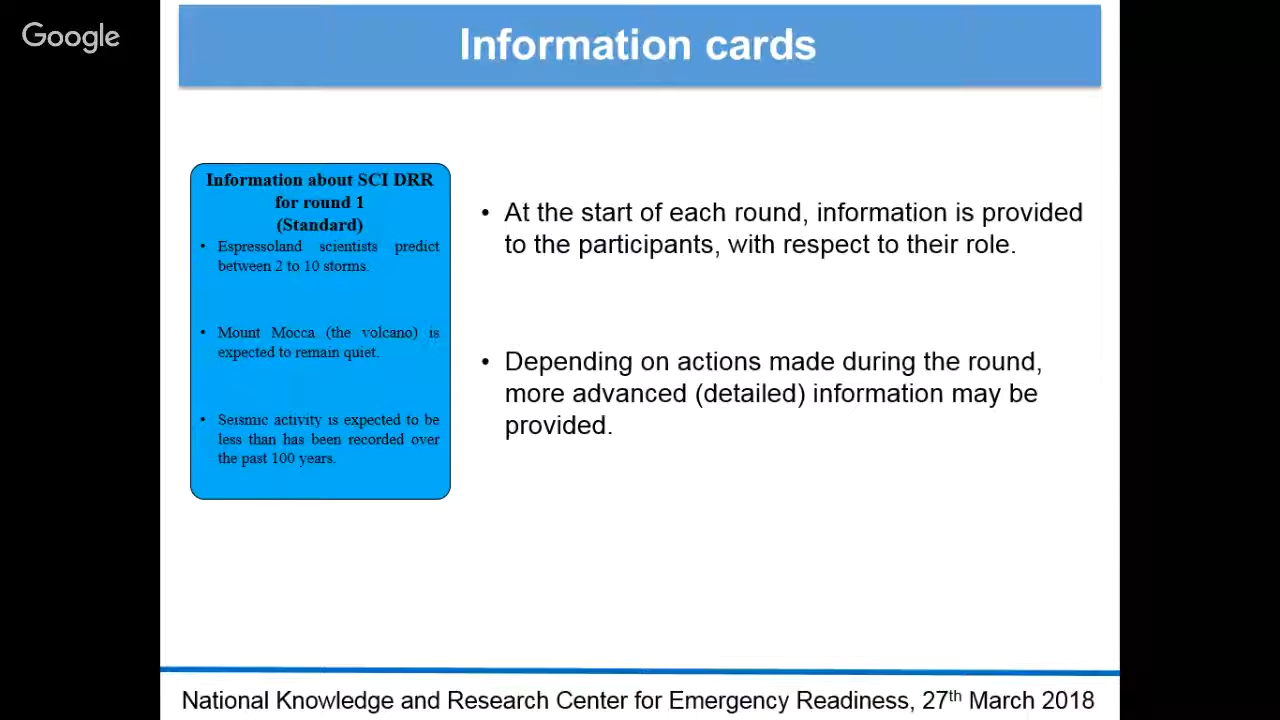 Google
Information cards
Information about SCI DRR
for round 1
(Standard)
• Espressoland scientists predict
between 2 to 10 storms.
• Mount Mocca (the volcano) is
expected to remain quiet.
• Seismic activity is expected to be
less than has been recorded over
the past 100 years.
• At the start of each round, information is provided
to the participants, with respect to their role.
• Depending on actions made during the round,
more advanced (detailed) information may be
provided.
National Knowledge and Research Center for Emergency Readiness, 27th March 2018